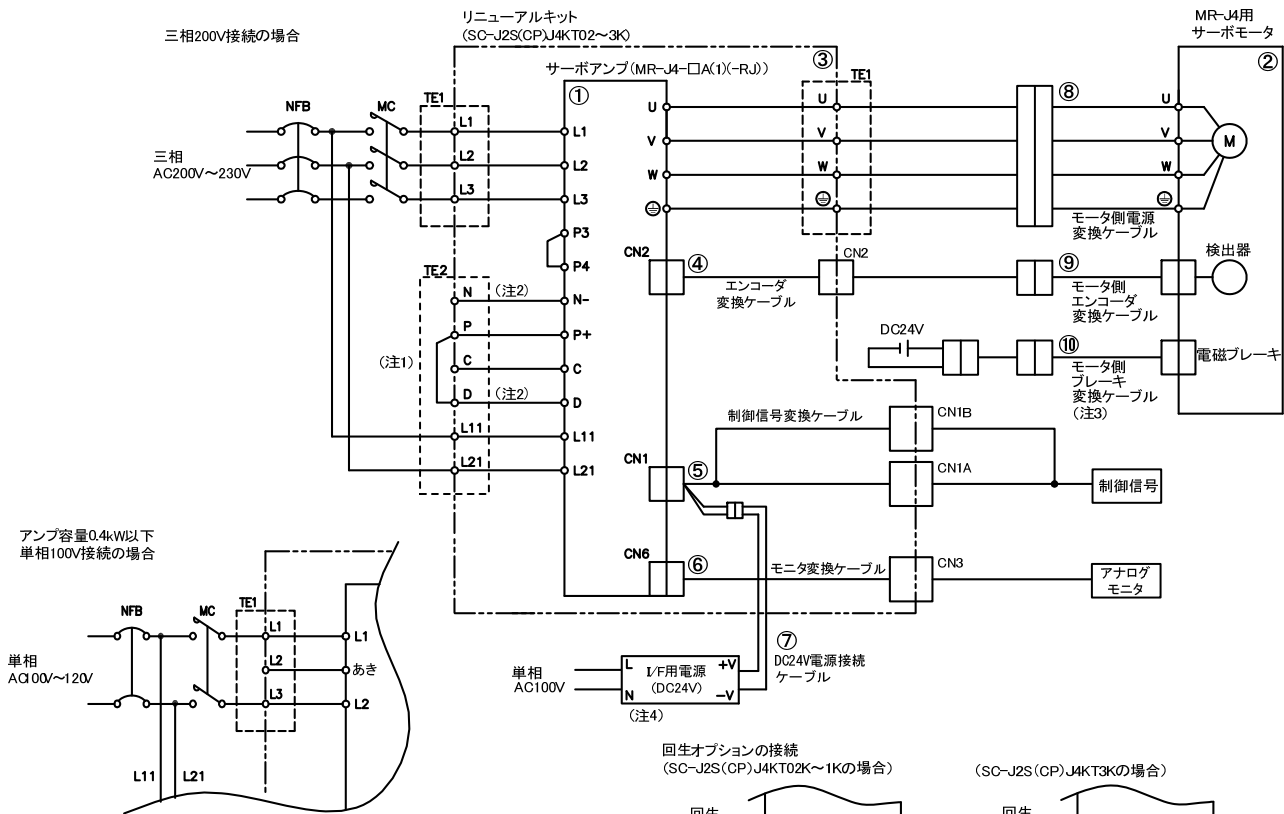 三相200V接続の場合
リニューアルキット
(SC-J2S(CP)J4KT02～3K)
MR-J4用
サーボモータ
②
③
サーボアンプ(MR-J4-□A(1)(-RJ))
①
TE1
NFB
MC
TE1
三相
AC200V～230V
L1
L2
L3
L1
L2
L3
P3
P4
U
V
W
U
V
W
⑧
U
V
W
M
モータ側電源
変換ケーブル
TE2
N
(注2)
N-
P
P+
(注1)
C
C
D
(注2)
D
L11
L11
L21
L21
CN2
④
エンコーダ
変換ケーブル
CN2
⑨
モータ側
エンコーダ
変換ケーブル
検出器
DC24V
⑩
モータ側
ブレーキ
変換ケーブル
(注3)
電磁ブレーキ
制御信号変換ケーブル
CN1B
CN1
⑤
CN1A
制御信号
CN6
⑥
モニタ変換ケーブル
CN3
アナログ
モニタ
⑦
DC24V電源接続
ケーブル
単相
AC100V
L
N
I/F用電源
(DC24V)
+V
-V
(注4)
アンプ容量0.4kW以下
単相100V接続の場合
NFB
MC
TE1
単相
AC100V～120V
L1
L2
L3
L1
あき
L2
L11
L21
回生オプションの接続
(SC-J2S(CP)J4KT02K～1Kの場合)
(SC-J2S(CP)J4KT3Kの場合)
回生
回生